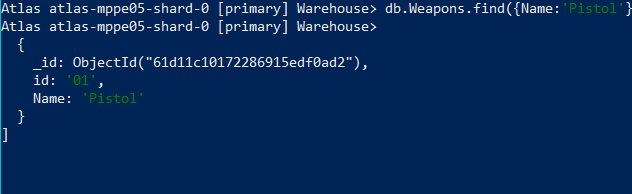 Atlas atlas-mppe05-shard-0 [primary] Warehouse> db.Weapons.find({Name:'Pistol'}
Atlas atlas-mppe05-shard-0 [primary] Warehouse>
{
_id: ObjectId("61d11c10172286915edf0ad2"),
id: '01',
Name: 'Pistol'
}
]